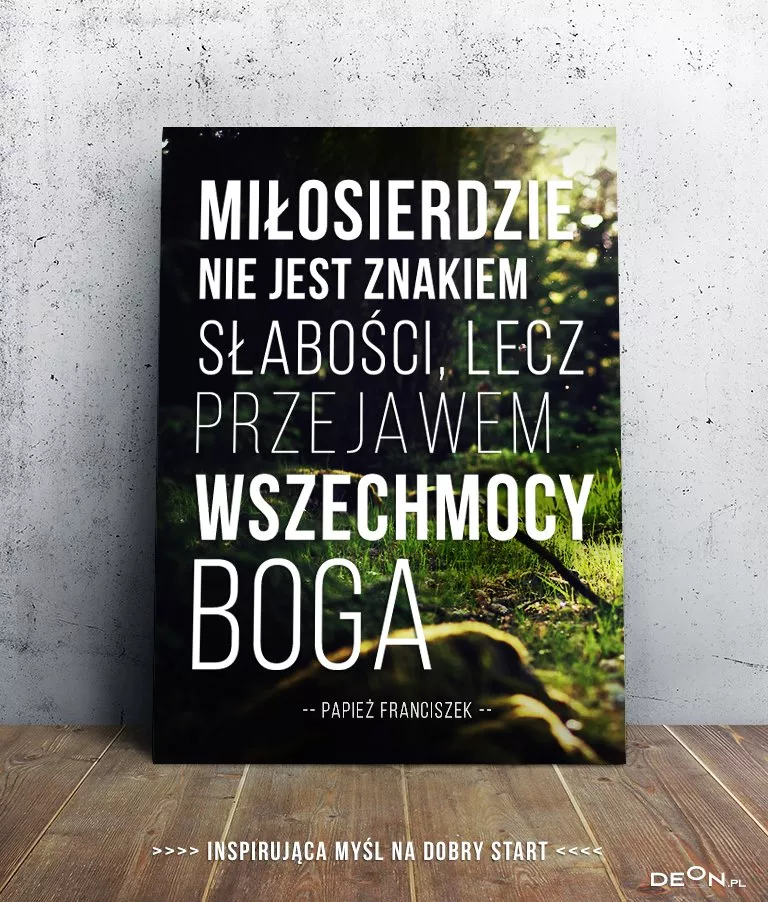 MIŁOSIERDZIE
NIE JEST ZNAKIEM
SŁABOŚCI, LECZ
PRZEJAWEM
WSZECHMOCY
BOGA
-- PAPIEŻ FRANCISZEK --
>>>> INSPIRUJĄCA MYŚL NA DOBRY START <<<<
DEON.PL